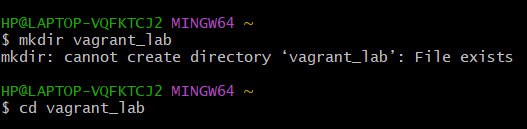 HP@LAPTOP-VQFKTCJ2 MINGW64 ~
$ mkdir vagrant_lab
mkdir: cannot create directory ‘vagrant_lab’: File exists
HP@LAPTOP-VQFKTCJ2 MINGW64 ~
$ cd vagrant_lab